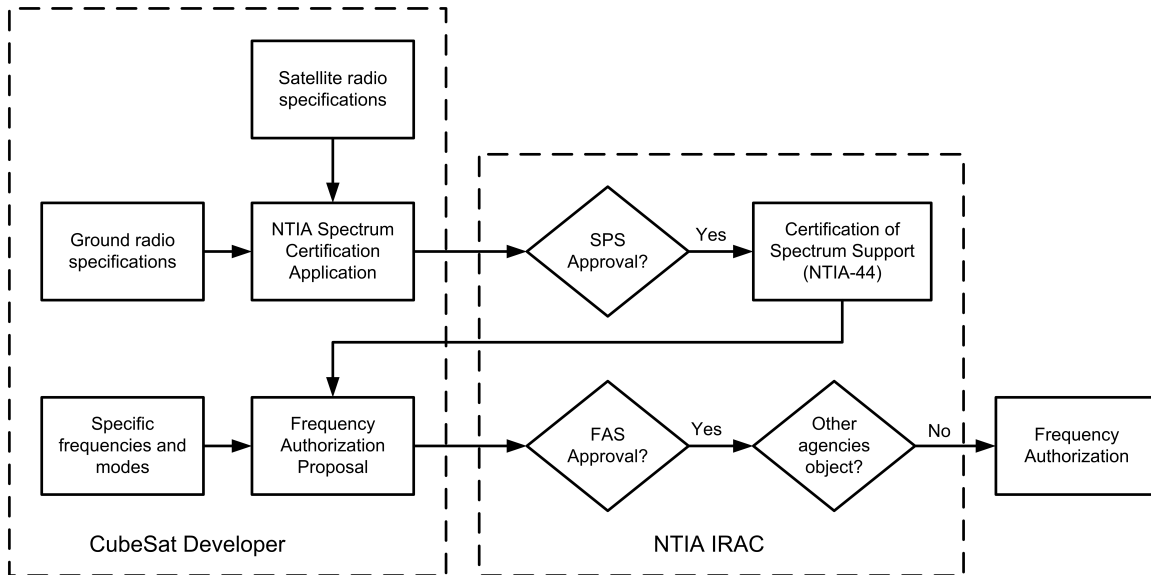 Satellite radio
specifications
Ground radio
specifications
NTIA Spectrum
Certification
Application
SPS
Approval?
Yes
Certification of
Spectrum Support
(NTIA-44)
Specific
frequencies and
modes
Frequency
Authorization
Proposal
FAS
Approval?
Yes
Other
agencies
object?
No
Frequency
Authorization
CubeSat Developer
NTIA IRAC